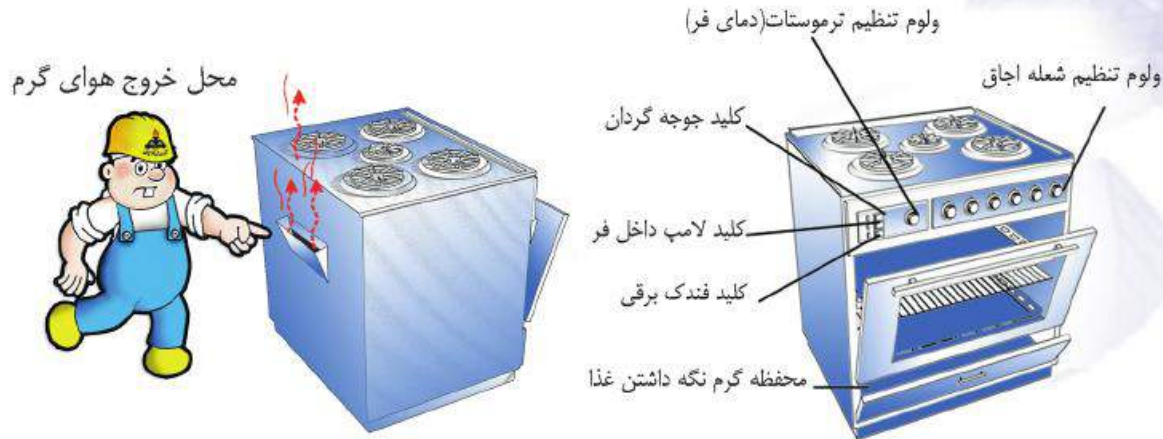 ولوم تنظیم ترموستات(دمای فر)
ولوم تنظیم شعله اجاق
محل خروج هوای گرم
کلید جوجه گردان
کلید لامپ داخل فر
کلید فندک برقی
محفظه گرم نگه داشتن غذا